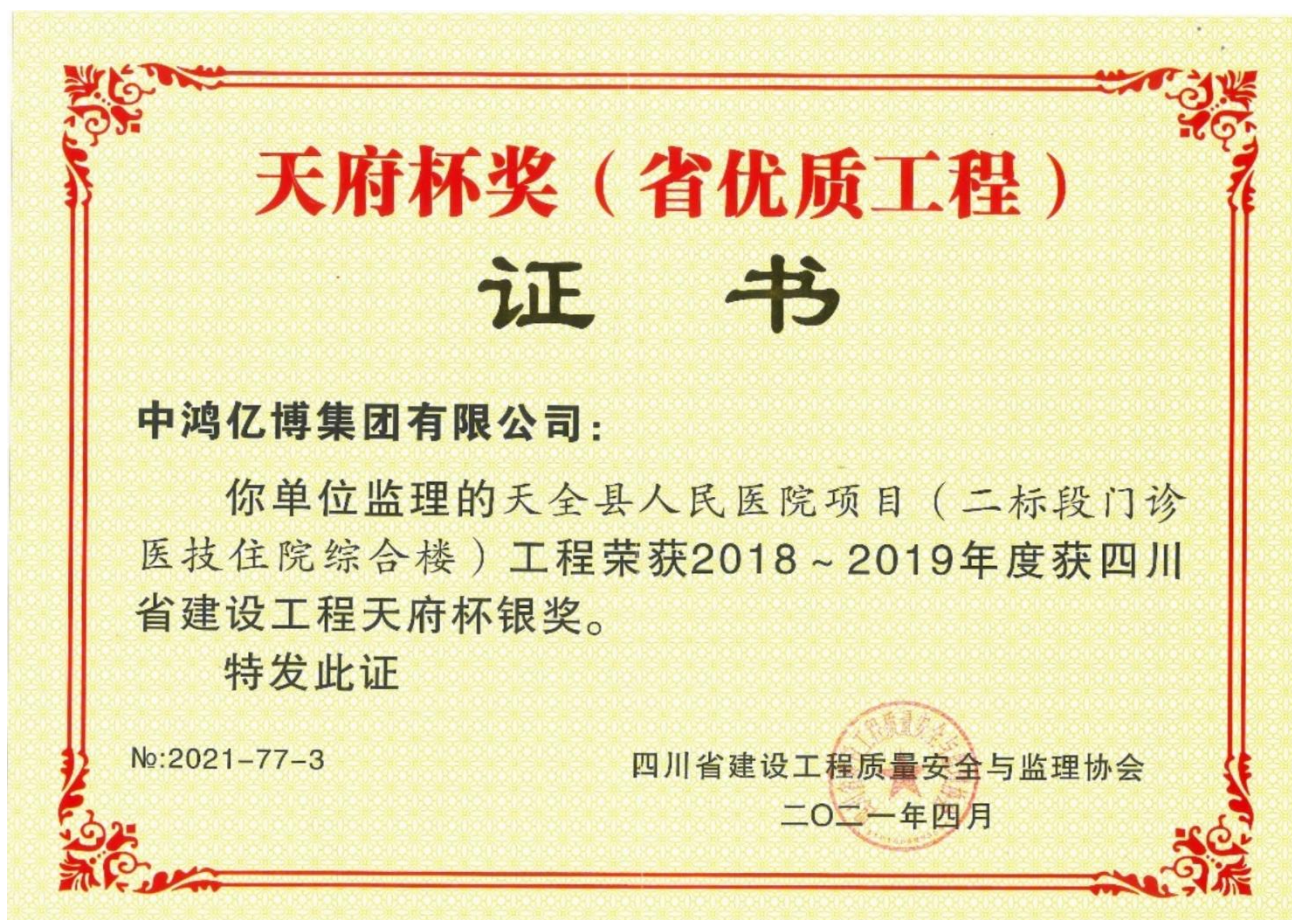 天府杯奖（省优质工程）
证 书
中鸿亿博集团有限公司：
你单位监理的天全县人民医院项目（二标段门诊
医技住院综合楼）工程荣获2018～2019年度获四川
省建设工程天府杯银奖。
特发此证
№:2021-77-3
四川省建设工程质量安全与监理协会
二〇二一年四月